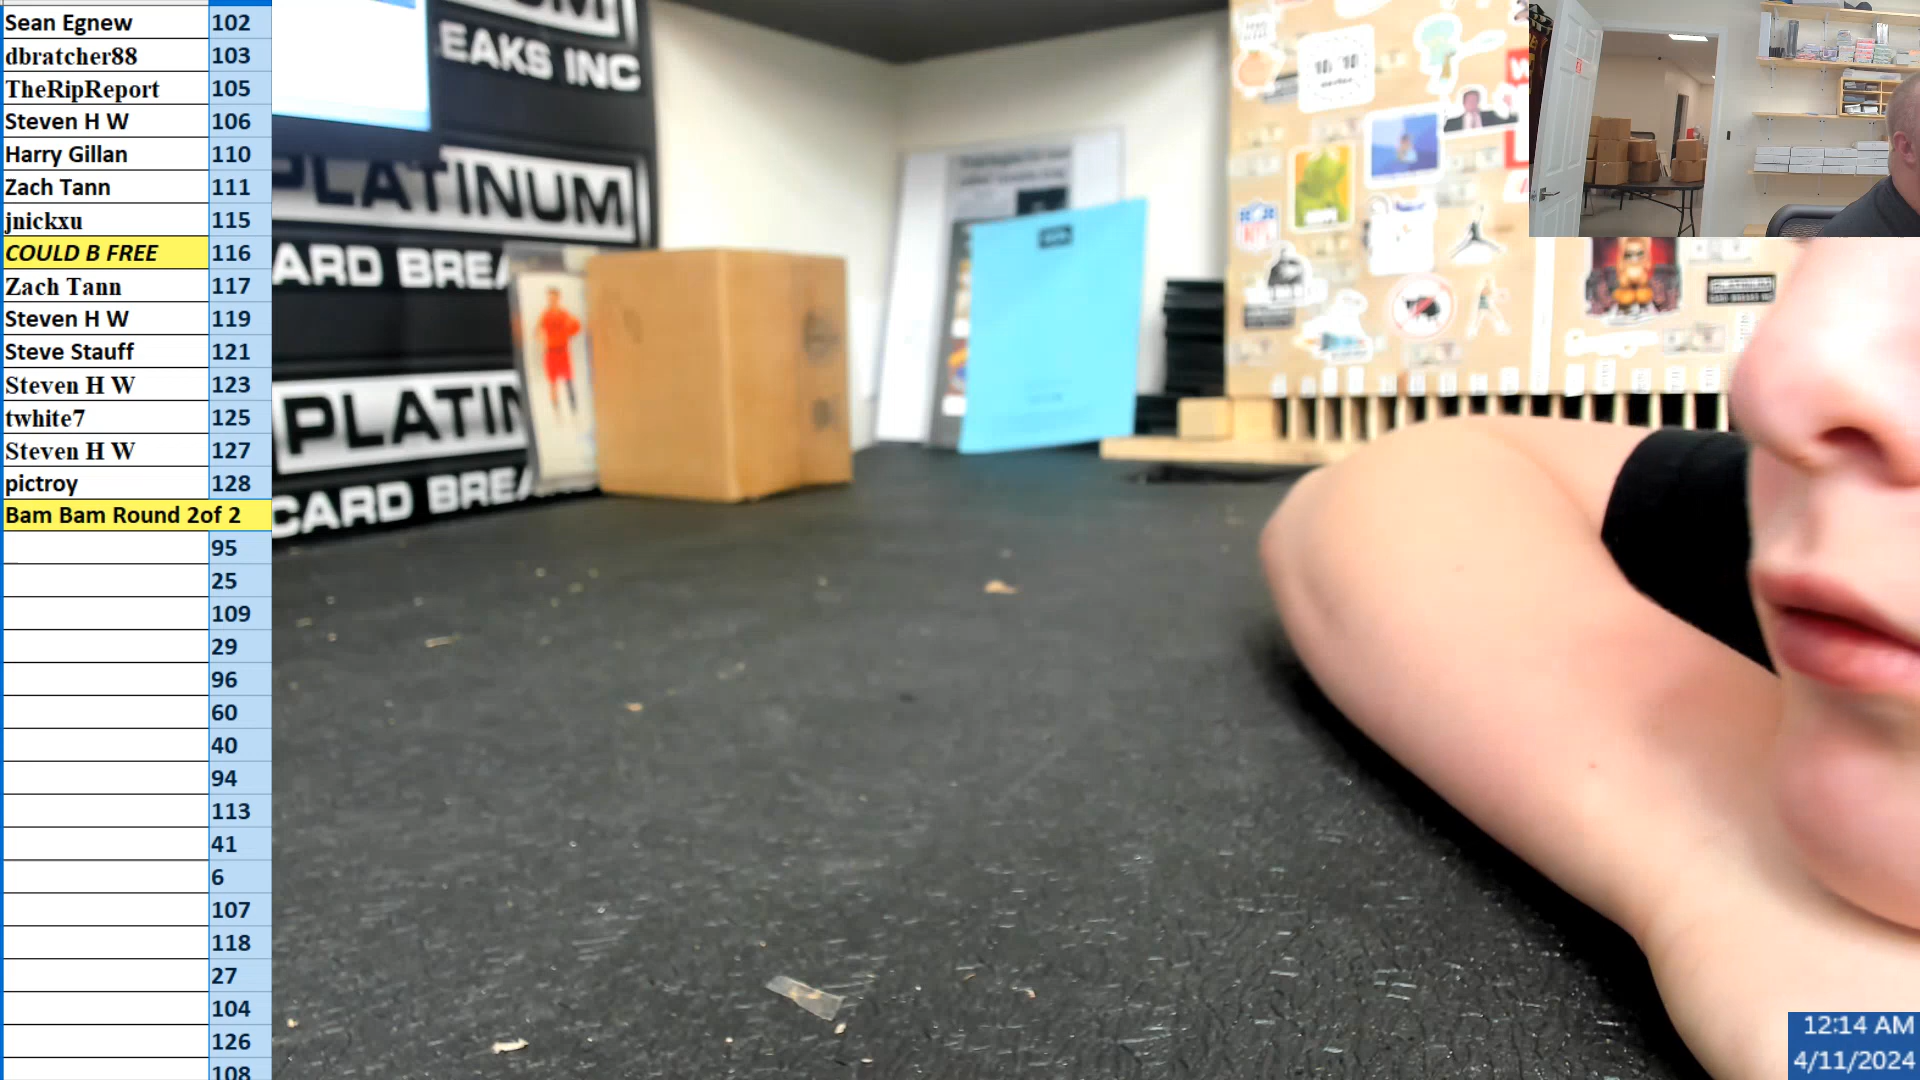 Sean Egnew 102
dbratcher88 103
TheRipReport 105
Steven H W 106
Harry Gillan 110
Zach Tann 111
jnickxu 115
COULD B FREE 116
Zach Tann 117
Steven H W 119
Steve Stauff 121
Steven H W 123
twhite7 125
Steven H W 127
pictroy 128
Bam Bam Round 2of 2
95
25
109
29
96
60
40
94
113
41
6
107
118
27
104
126
108
EAKS INC
PLATINUM
ARD BREA
PLATIN
CARD BREA
NFL
12:14 AM
4/11/2024